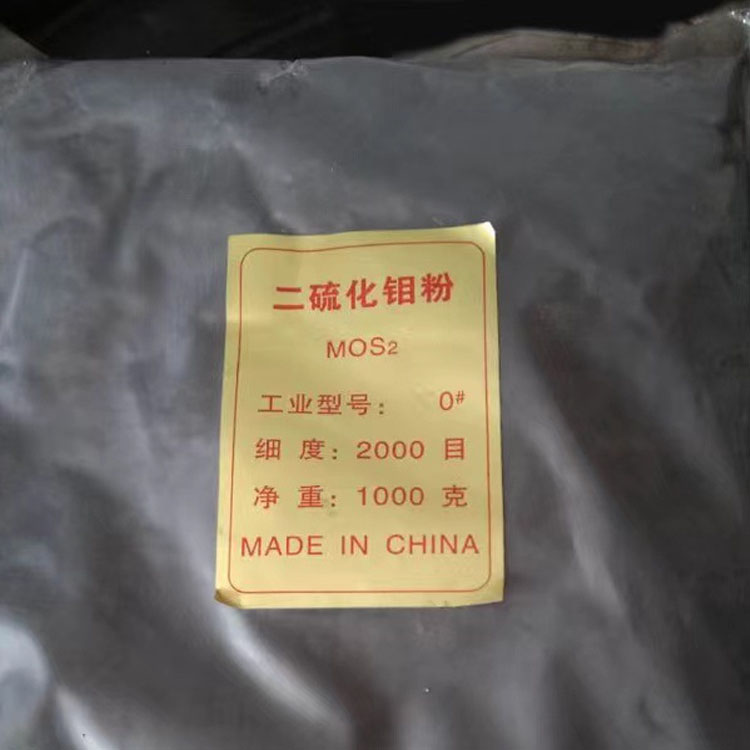 二硫化钼粉
MOS₂
工业型号： 0#
细 度：2000 目
净 重：1000 克
MADE IN CHINA